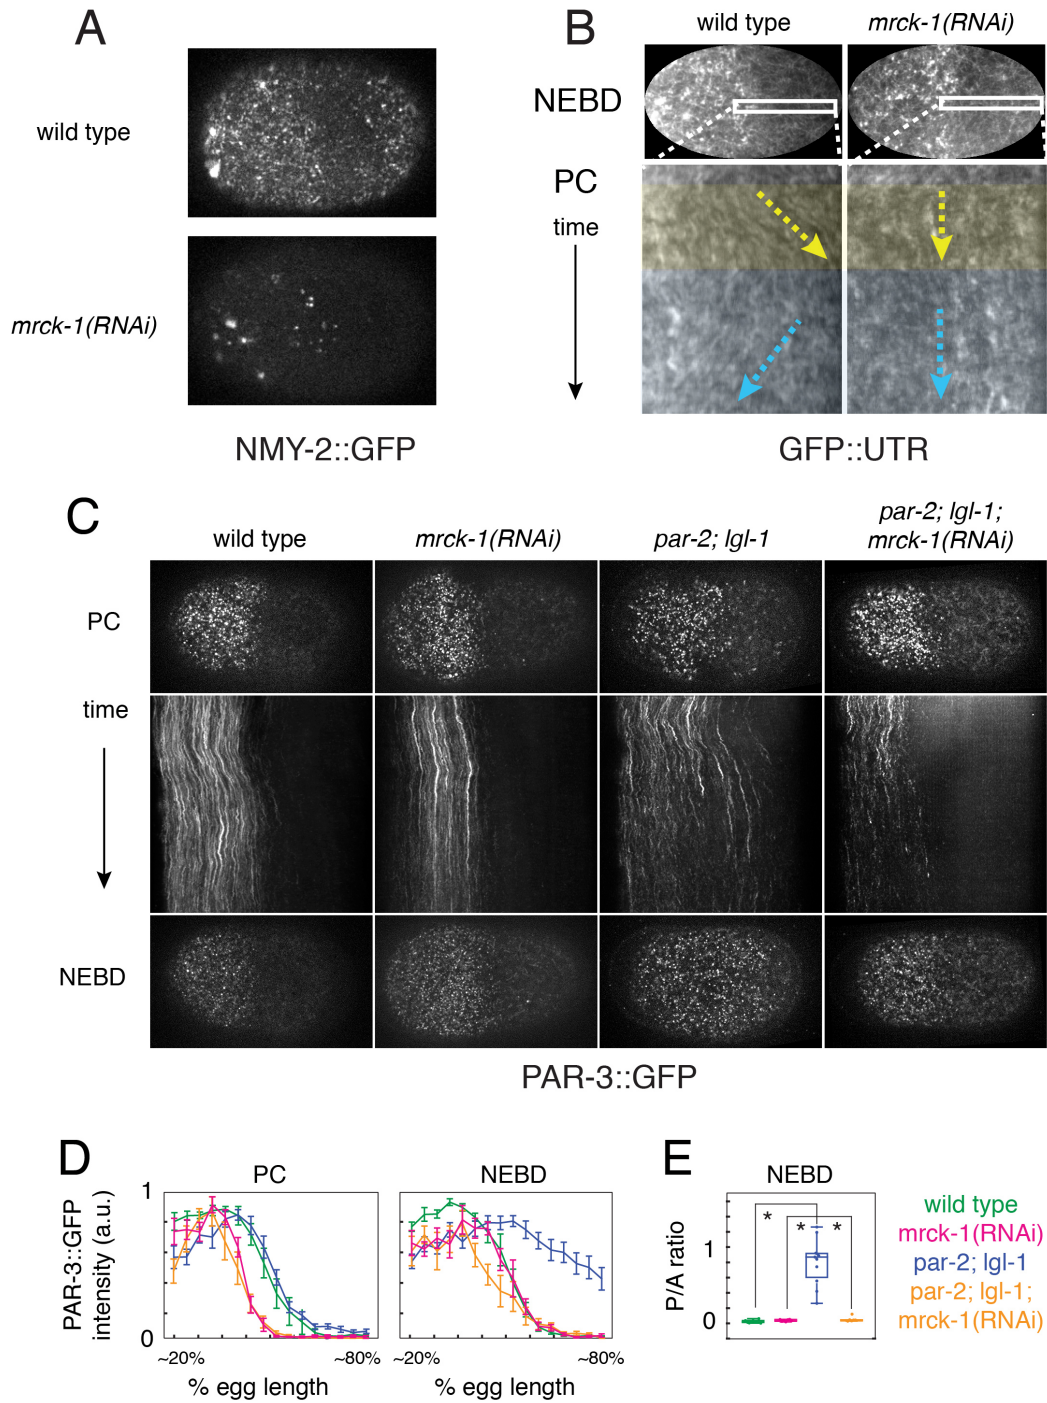 A
wild type
mrck-1(RNAi)
NMY-2::GFP
B
wild type
mrck-1(RNAi)
NEBD
PC
time
GFP::UTR
C
wild type
mrck-1(RNAi)
par-2; lgl-1
par-2; lgl-1;
mrck-1(RNAi)
PC
time
NEBD
PAR-3::GFP
D
PC
NEBD
PAR-3::GFP
intensity (a.u.)
1
0
~20%
~80%
~20%
~80%
% egg length
% egg length
E
NEBD
P/A ratio
1
0
*
*
*
wild type
mrck-1(RNAi)
par-2; lgl-1
par-2; lgl-1;
mrck-1(RNAi)